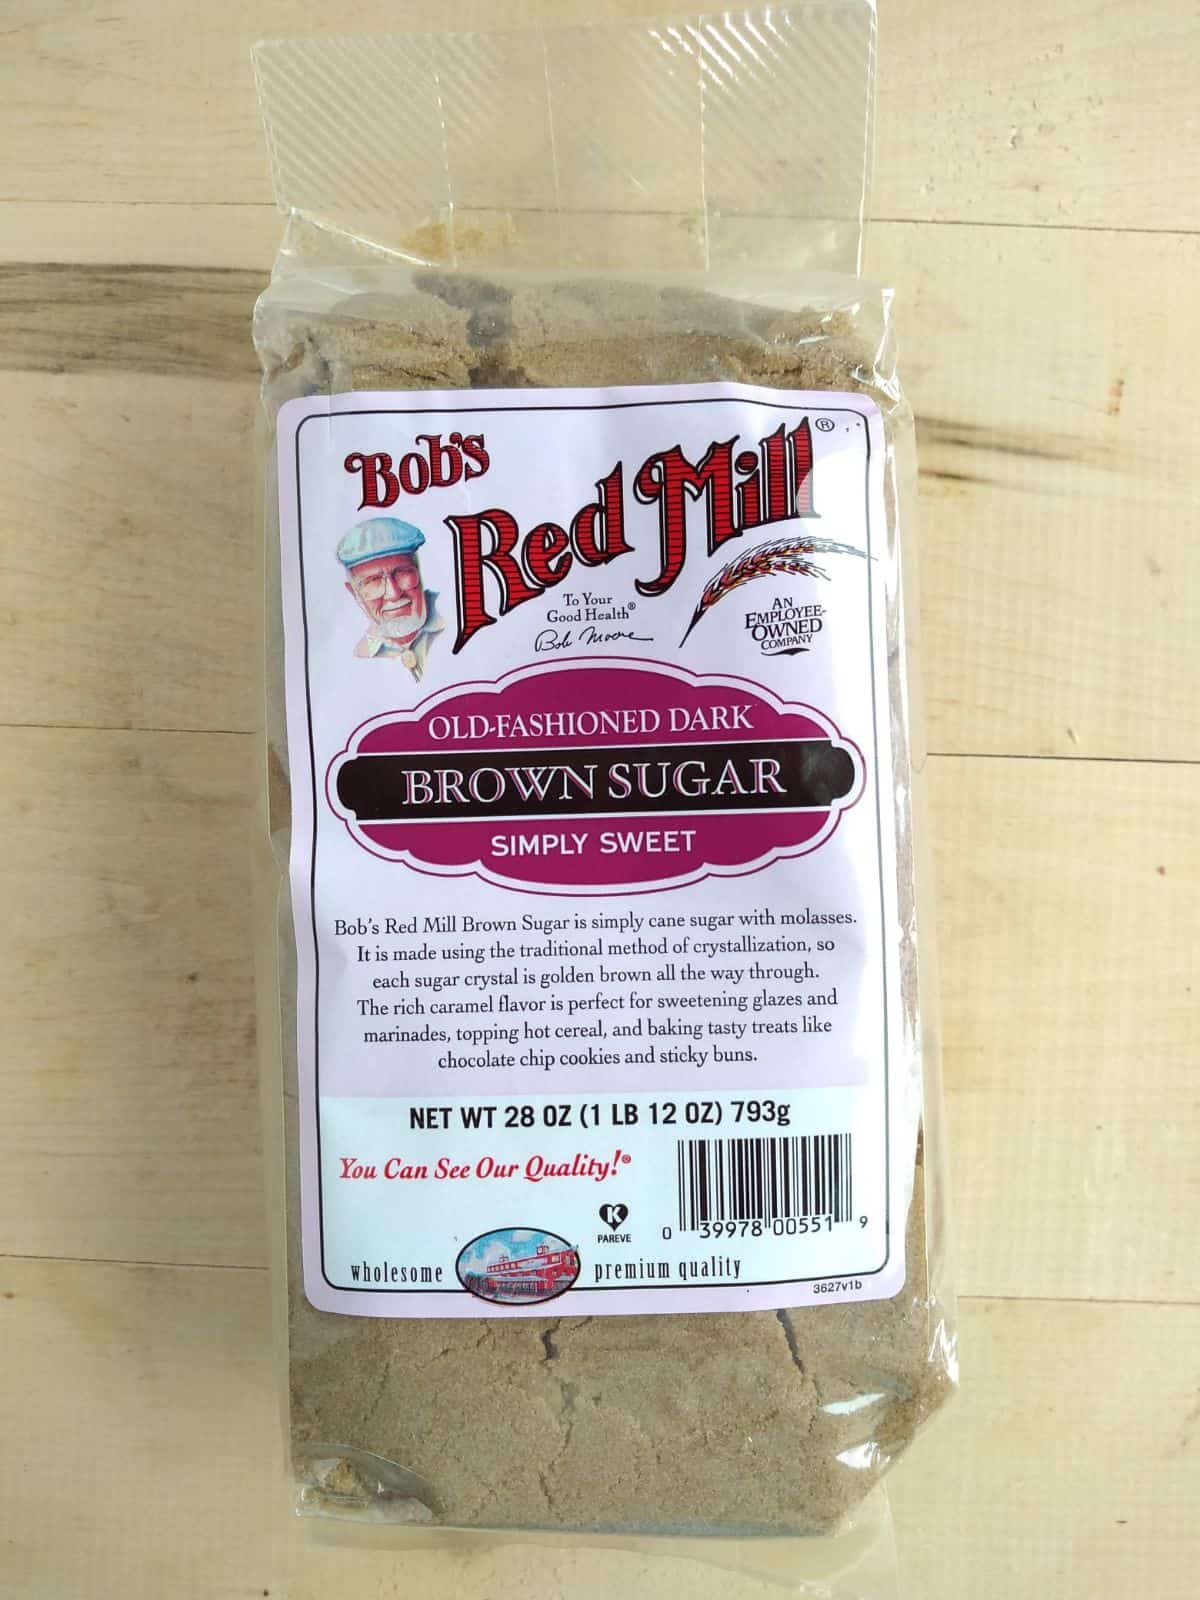 Bob's
Red Mill®
To Your
Good Health®
Bob Moore
AN
EMPLOYEE-
OWNED
COMPANY
OLD-FASHIONED DARK
BROWN SUGAR
SIMPLY SWEET
Bob's Red Mill Brown Sugar is simply cane sugar with molasses.
It is made using the traditional method of crystallization, so
each sugar crystal is golden brown all the way through.
The rich caramel flavor is perfect for sweetening glazes and
marinades, topping hot cereal, and baking tasty treats like
chocolate chip cookies and sticky buns.
NET WT 28 OZ (1 LB 12 OZ) 793g
You Can See Our Quality!®
K
PAREVE
0 39978 00551 9
wholesome premium quality
3627v1b